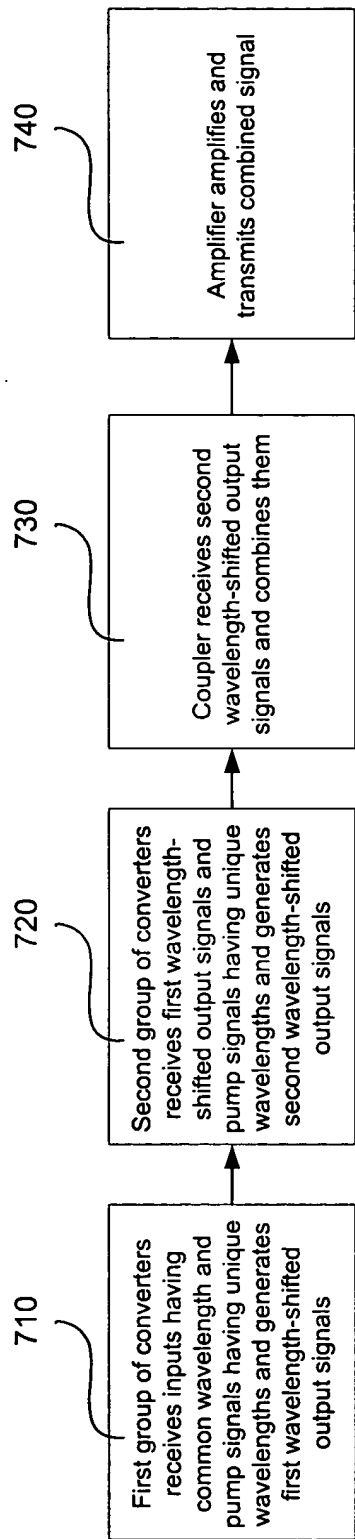 710
First group of converters
receives inputs having
common wavelength and
pump signals having unique
wavelengths and generates
first wavelength-shifted
output signals
720
Second group of converters
receives first wavelength-
shifted output signals and
pump signals having unique
wavelengths and generates
second wavelength-shifted
output signals
730
Coupler receives second
wavelength-shifted output
signals and combines them
740
Amplifier amplifies and
transmits combined signal